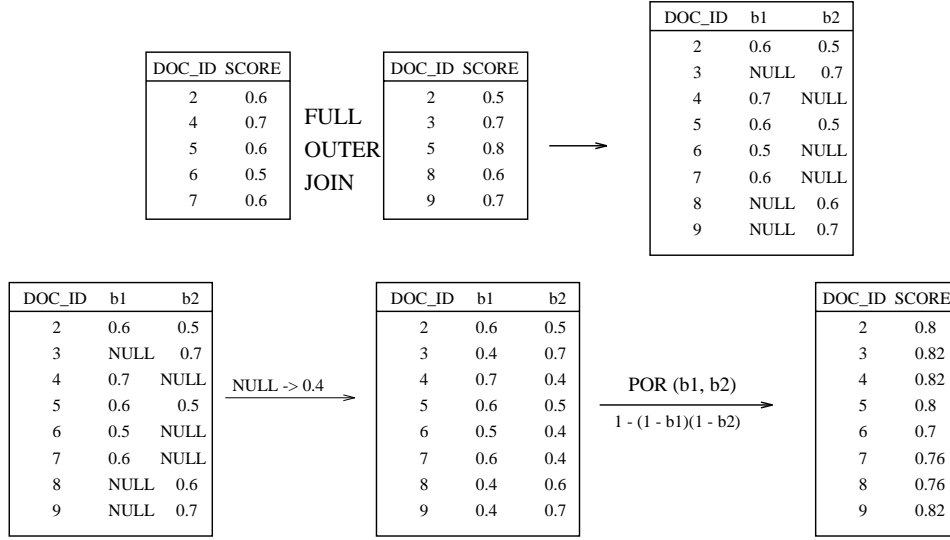 DOC_ID SCORE
2 0.6
4 0.7
5 0.6
6 0.5
7 0.6
FULL
OUTER
JOIN
DOC_ID SCORE
2 0.5
3 0.7
5 0.8
8 0.6
9 0.7
DOC_ID b1 b2
2 0.6 0.5
3 NULL 0.7
4 0.7 NULL
5 0.6 0.5
6 0.5 NULL
7 0.6 NULL
8 NULL 0.6
9 NULL 0.7
DOC_ID b1 b2
2 0.6 0.5
3 NULL 0.7
4 0.7 NULL
5 0.6 0.5
6 0.5 NULL
7 0.6 NULL
8 NULL 0.6
9 NULL 0.7
NULL -> 0.4
DOC_ID b1 b2
2 0.6 0.5
3 0.4 0.7
4 0.7 0.4
5 0.6 0.5
6 0.5 0.4
7 0.6 0.4
8 0.4 0.6
9 0.4 0.7
POR (b1, b2)
1 - (1 - b1)(1 - b2)
DOC_ID SCORE
2 0.8
3 0.82
4 0.82
5 0.8
6 0.7
7 0.76
8 0.76
9 0.82